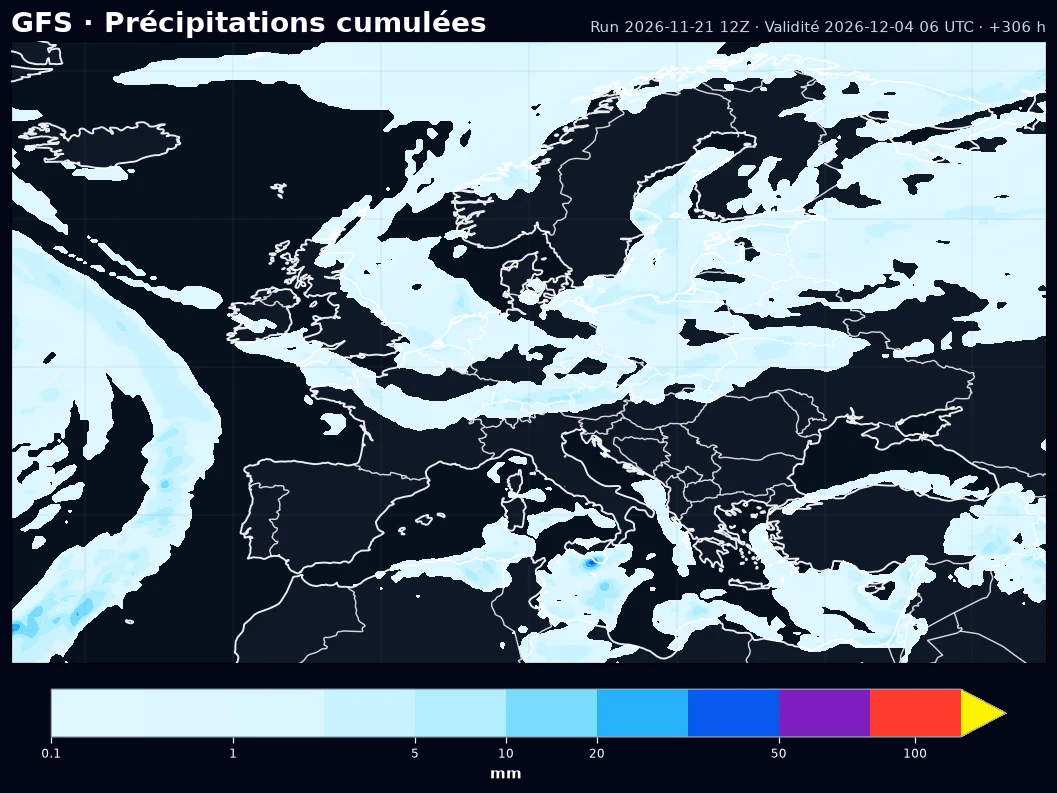 GFS · Précipitations cumulées
Run 2026-11-21 12Z · Validité 2026-12-04 06 UTC · +306 h
0.1 1 5 10 20 50 100
mm